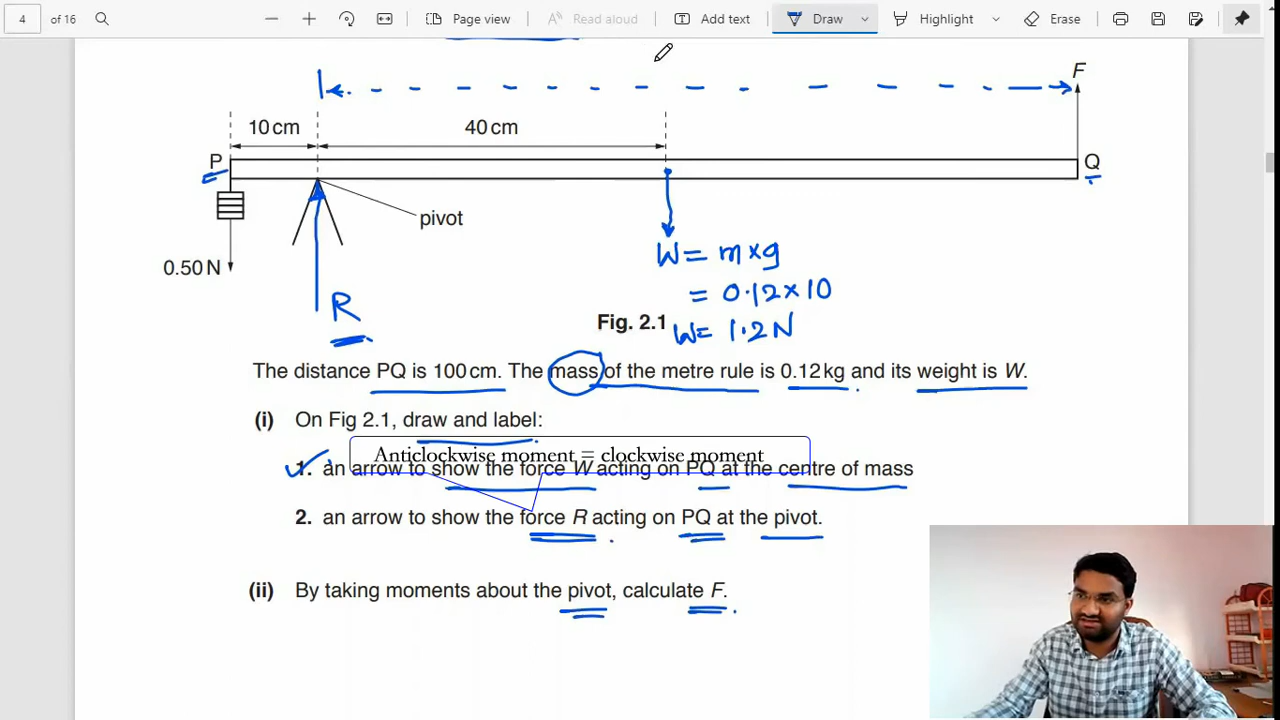 4 of 16 Page view Read aloud Add text Draw Highlight Erase
F
10 cm 40 cm
P Q
pivot
0.50 N
W = m×g
= 0.12×10
R
Fig. 2.1
W= 1.2N
The distance PQ is 100 cm. The mass of the metre rule is 0.12 kg and its weight is W.
(i) On Fig 2.1, draw and label:
Anticlockwise moment = clockwise moment
1. an arrow to show the force W acting on PQ at the centre of mass
2. an arrow to show the force R acting on PQ at the pivot.
(ii) By taking moments about the pivot, calculate F.